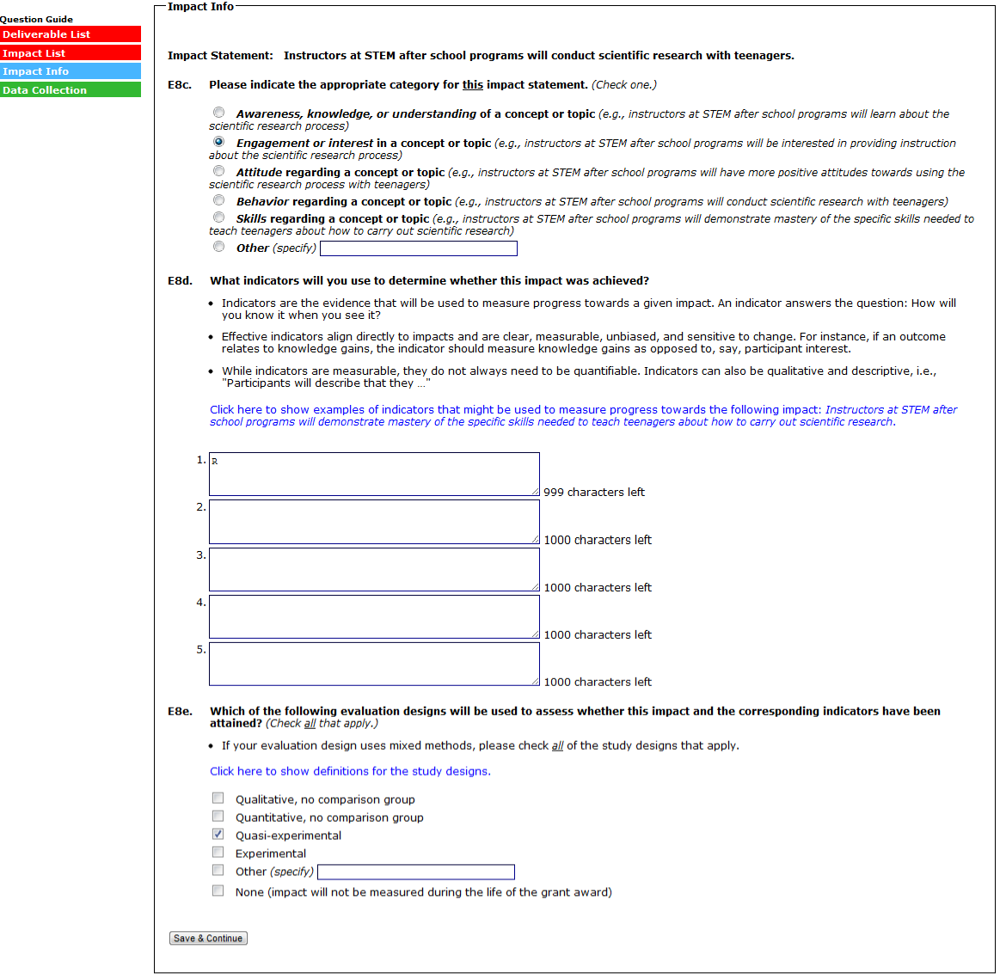 Question Guide
Deliverable List
Impact List
Impact Info
Data Collection
Impact Info
Impact Statement: Instructors at STEM after school programs will conduct scientific research with teenagers.
E8c. Please indicate the appropriate category for this impact statement. (Check one.)
Awareness, knowledge, or understanding of a concept or topic (e.g., instructors at STEM after school programs will learn about the
scientific research process)
Engagement or interest in a concept or topic (e.g., instructors at STEM after school programs will be interested in providing instruction
about the scientific research process)
Attitude regarding a concept or topic (e.g., instructors at STEM after school programs will have more positive attitudes towards using the
scientific research process with teenagers)
Behavior regarding a concept or topic (e.g., instructors at STEM after school programs will conduct scientific research with teenagers)
Skills regarding a concept or topic (e.g., instructors at STEM after school programs will demonstrate mastery of the specific skills needed to
teach teenagers about how to carry out scientific research)
Other (specify)
E8d. What indicators will you use to determine whether this impact was achieved?
• Indicators are the evidence that will be used to measure progress towards a given impact. An indicator answers the question: How will
you know it when you see it?
• Effective indicators align directly to impacts and are clear, measurable, unbiased, and sensitive to change. For instance, if an outcome
relates to knowledge gains, the indicator should measure knowledge gains as opposed to, say, participant interest.
• While indicators are measurable, they do not always need to be quantifiable. Indicators can also be qualitative and descriptive, i.e.,
"Participants will describe that they ..."
Click here to show examples of indicators that might be used to measure progress towards the following impact: Instructors at STEM after
school programs will demonstrate mastery of the specific skills needed to teach teenagers about how to carry out scientific research.
1. R
999 characters left
2.
1000 characters left
3.
1000 characters left
4.
1000 characters left
5.
1000 characters left
E8e. Which of the following evaluation designs will be used to assess whether this impact and the corresponding indicators have been
attained? (Check all that apply.)
• If your evaluation design uses mixed methods, please check all of the study designs that apply.
Click here to show definitions for the study designs.
Qualitative, no comparison group
Quantitative, no comparison group
Quasi-experimental
Experimental
Other (specify)
None (impact will not be measured during the life of the grant award)
Save & Continue